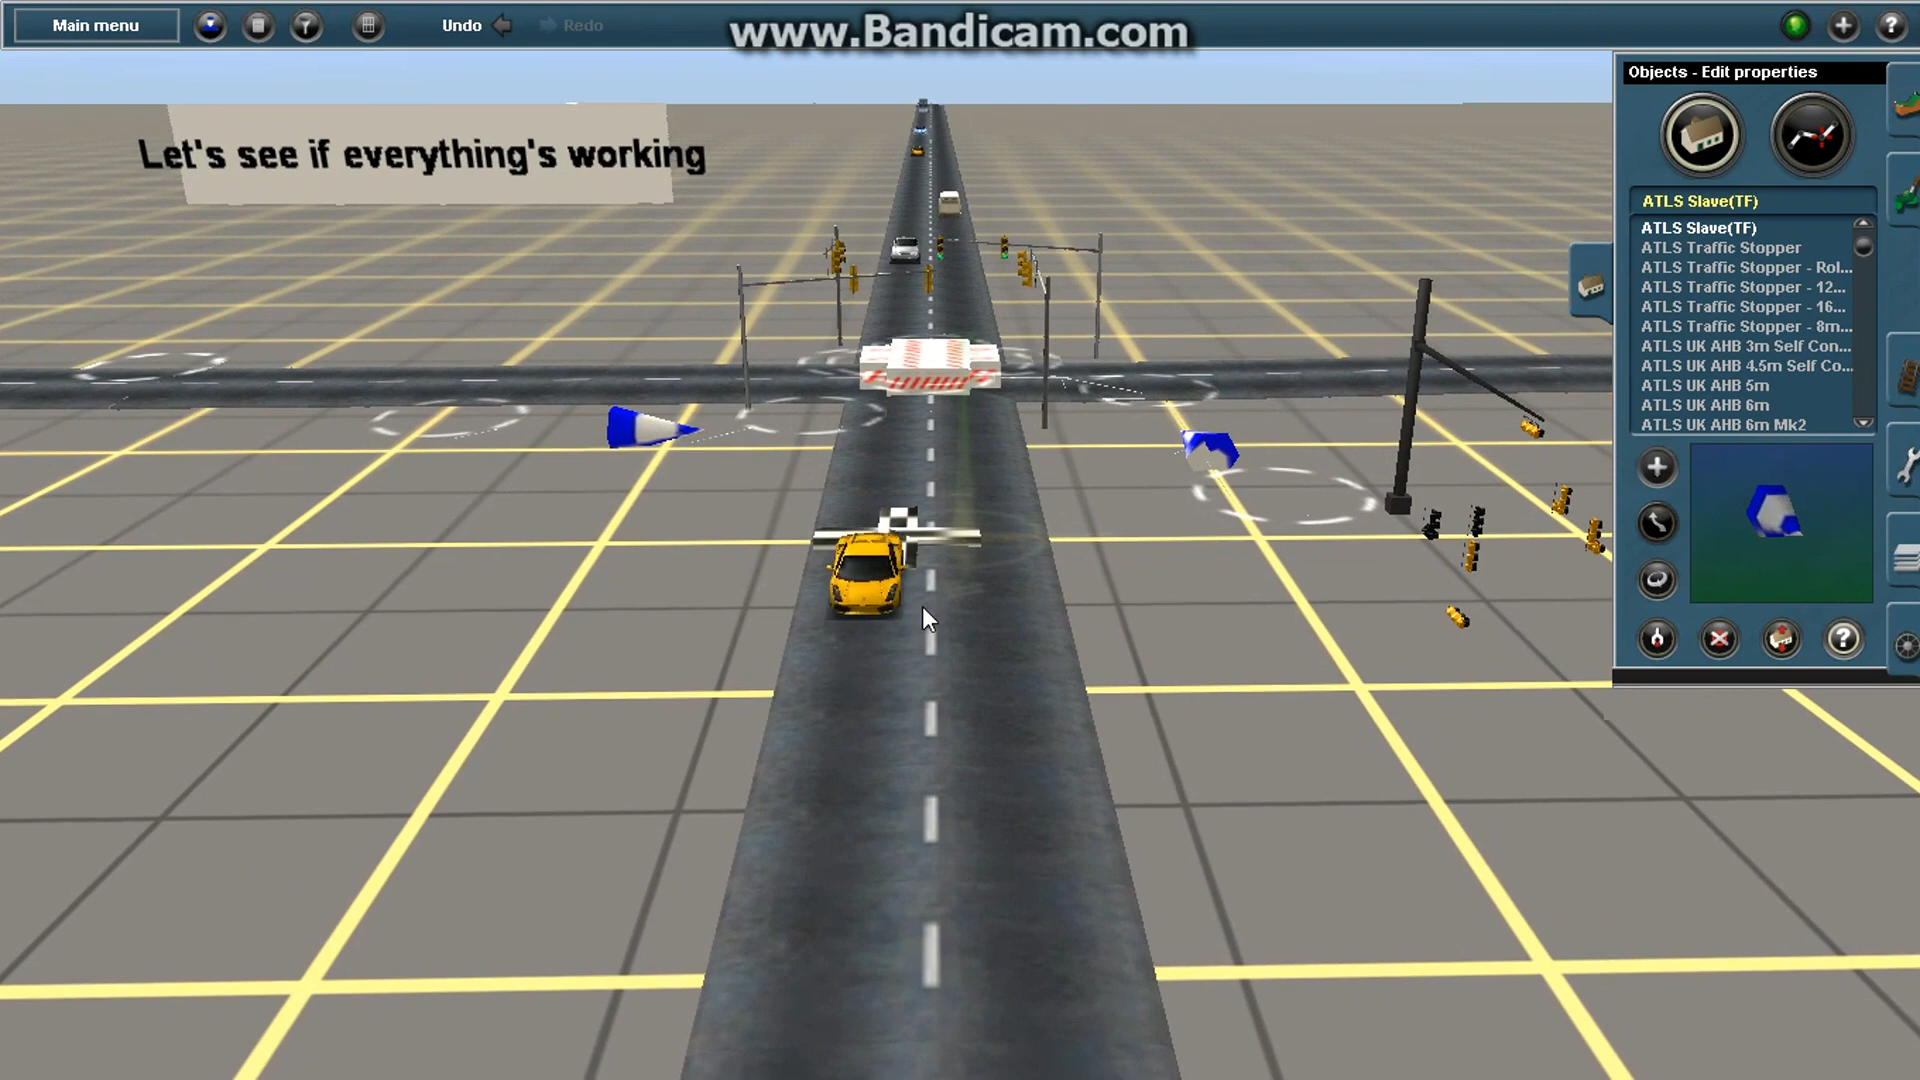 Main menu
Undo
Redo
www.Bandicam.com
?
Let's see if everything's working
Objects - Edit properties
ATLS Slave(TF)
ATLS Slave(TF)
ATLS Traffic Stopper
ATLS Traffic Stopper - Rol...
ATLS Traffic Stopper - 12...
ATLS Traffic Stopper - 16...
ATLS Traffic Stopper - 8m...
ATLS UK AHB 3m Self Con...
ATLS UK AHB 4.5m Self Co...
ATLS UK AHB 5m
ATLS UK AHB 6m
ATLS UK AHB 6m Mk2
?